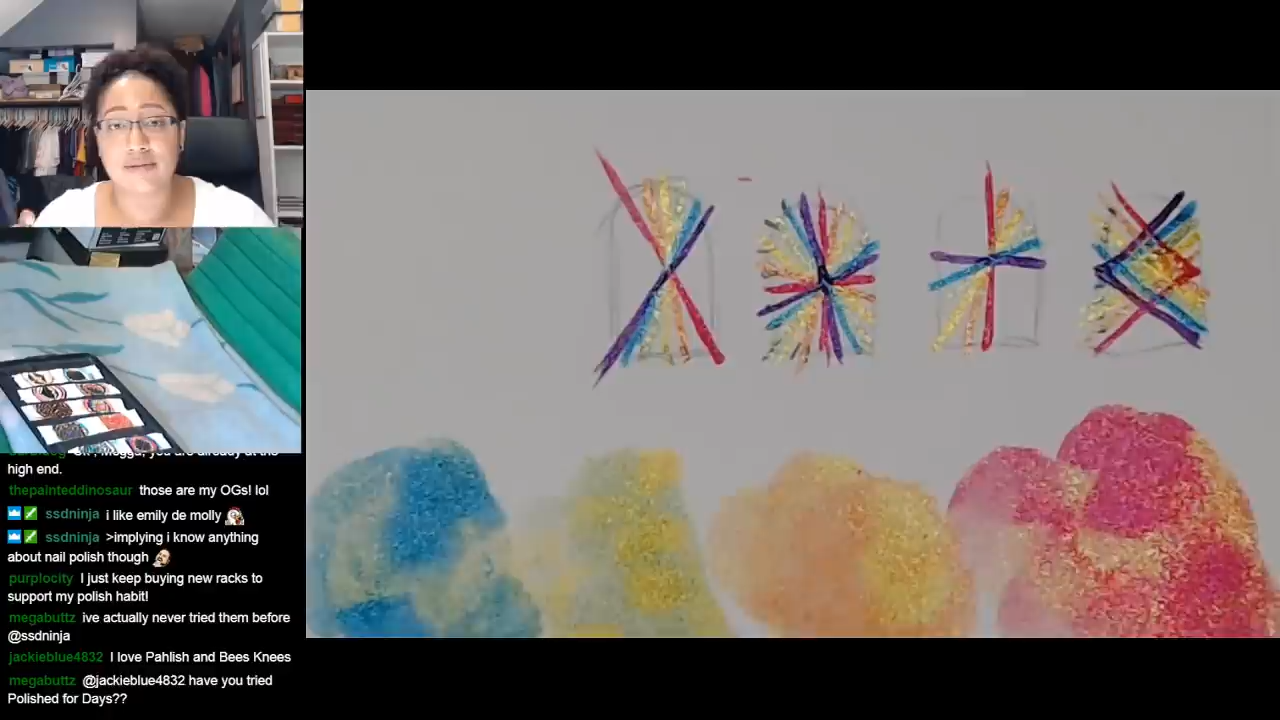 high end.
thepainteddinosaur those are my OGs! lol
ssdninja i like emily de molly
ssdninja >implying i know anything
about nail polish though
purplocity I just keep buying new racks to
support my polish habit!
megabuttz ive actually never tried them before
@ssdninja
jackieblue4832 I love Pahlish and Bees Knees
megabuttz @jackieblue4832 have you tried
Polished for Days??